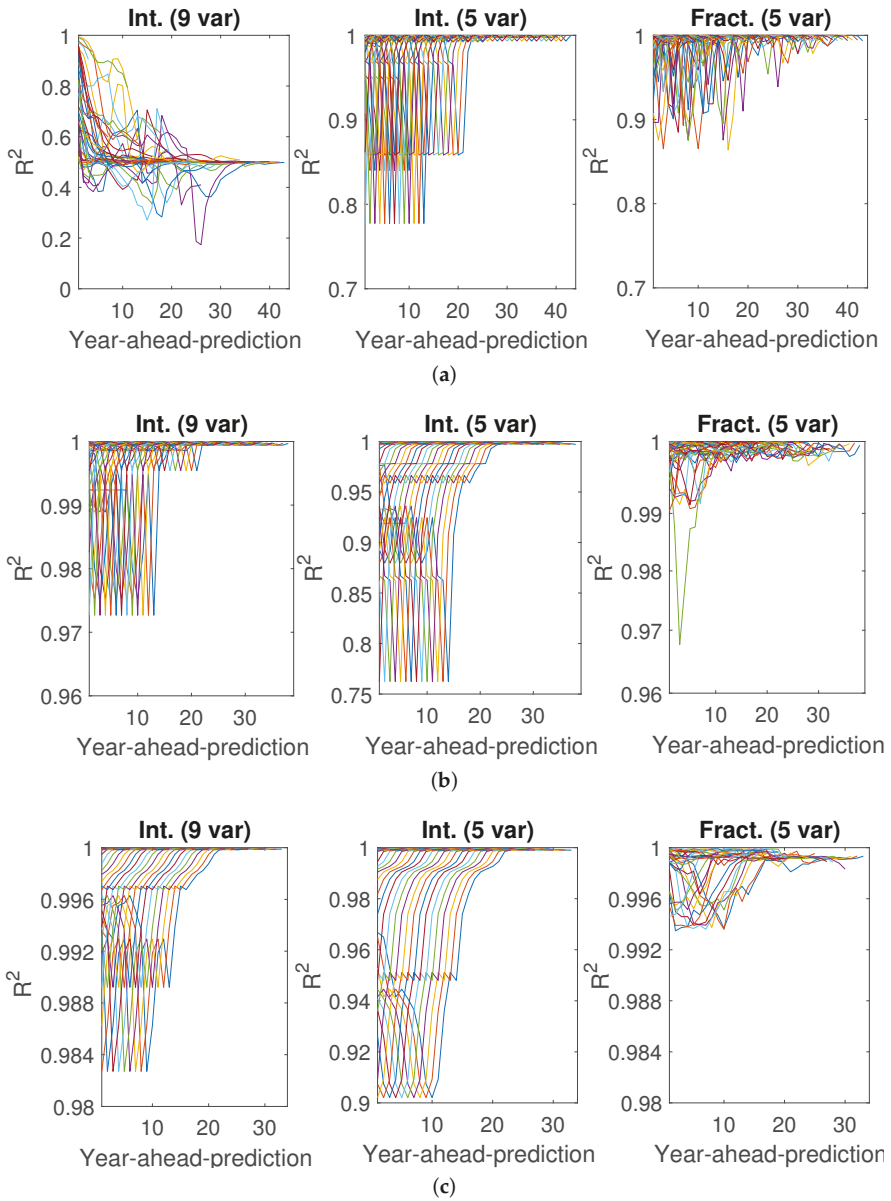 Int. (9 var) Int. (5 var) Fract. (5 var)
1 1 1
0.8
0.9 0.9
0.6
R² R² R²
0.4
0.8 0.8
0.2
0 0.7 0.7
10 20 30 40 10 20 30 40 10 20 30 40
Year-ahead-prediction Year-ahead-prediction Year-ahead-prediction
(a)
Int. (9 var) Int. (5 var) Fract. (5 var)
1 1 1
0.95
0.99 0.99
0.9
R² R² R²
0.98 0.98
0.85
0.97 0.97
0.8
0.96 0.75 0.96
10 20 30 10 20 30 10 20 30
Year-ahead-prediction Year-ahead-prediction Year-ahead-prediction
(b)
Int. (9 var) Int. (5 var) Fract. (5 var)
1 1 1
0.98
0.996 0.996
0.96
0.992 0.992
R² R² R²
0.94
0.988 0.988
0.92
0.984 0.984
0.98 0.9 0.98
10 20 30 10 20 30 10 20 30
Year-ahead-prediction Year-ahead-prediction Year-ahead-prediction
(c)